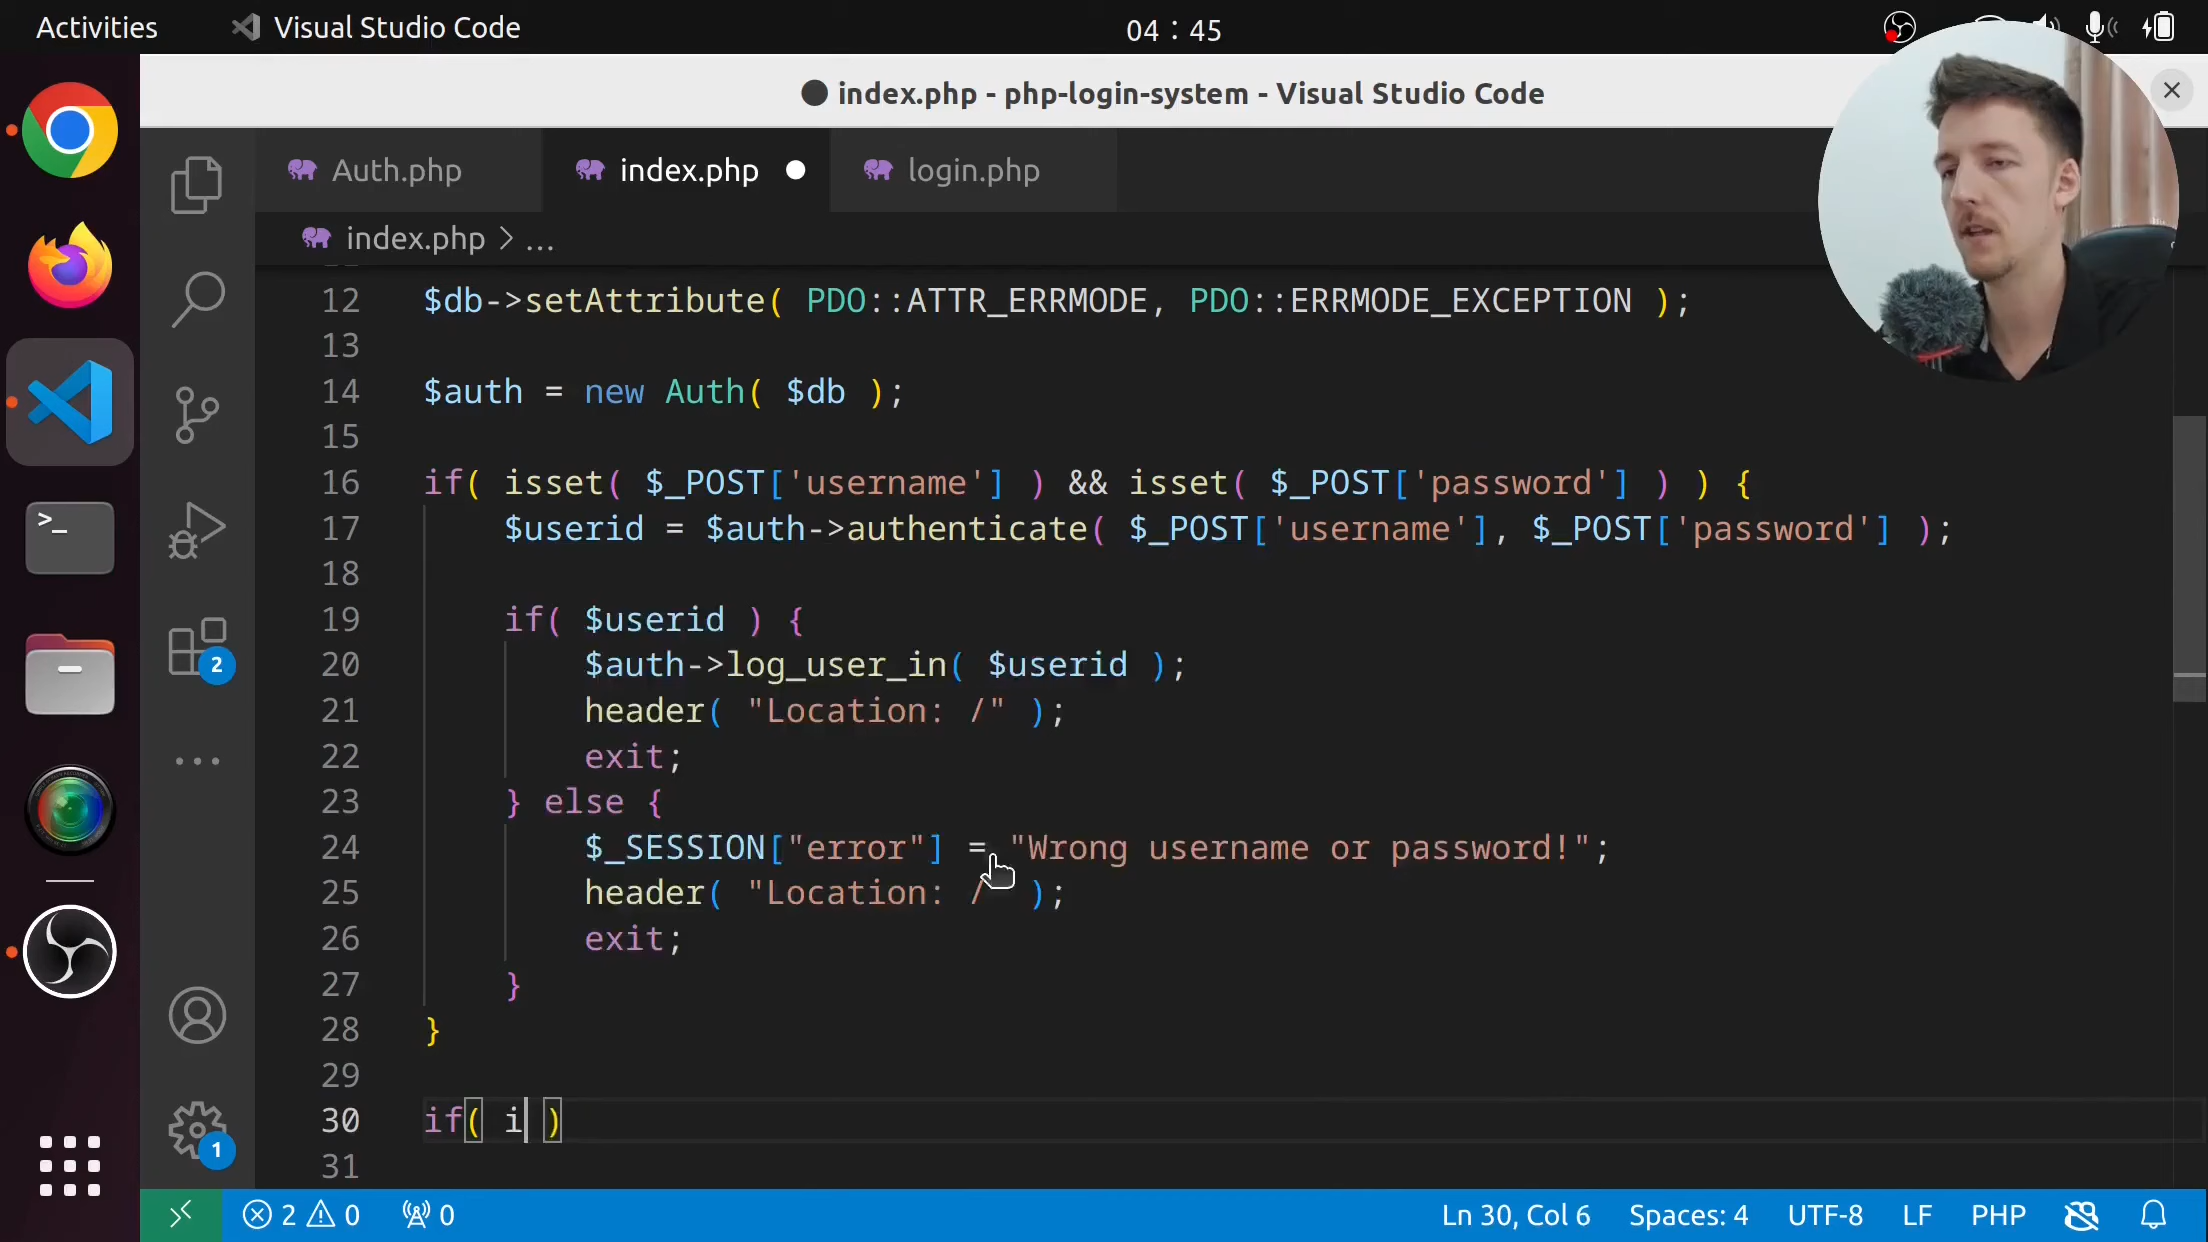 Activities
Visual Studio Code
04 : 45
index.php - php-login-system - Visual Studio Code
Auth.php
index.php
login.php
index.php > ...
12 $db->setAttribute( PDO::ATTR_ERRMODE, PDO::ERRMODE_EXCEPTION );
13
14 $auth = new Auth( $db );
15
16 if( isset( $_POST['username'] ) && isset( $_POST['password'] ) ) {
17 $userid = $auth->authenticate( $_POST['username'], $_POST['password'] );
18
19 if( $userid ) {
20 $auth->log_user_in( $userid );
21 header( "Location: /" );
22 exit;
23 } else {
24 $_SESSION["error"] = "Wrong username or password!";
25 header( "Location: /" );
26 exit;
27 }
28 }
29
30 if( i )
31
2
1
2 0 0
Ln 30, Col 6
Spaces: 4
UTF-8
LF
PHP